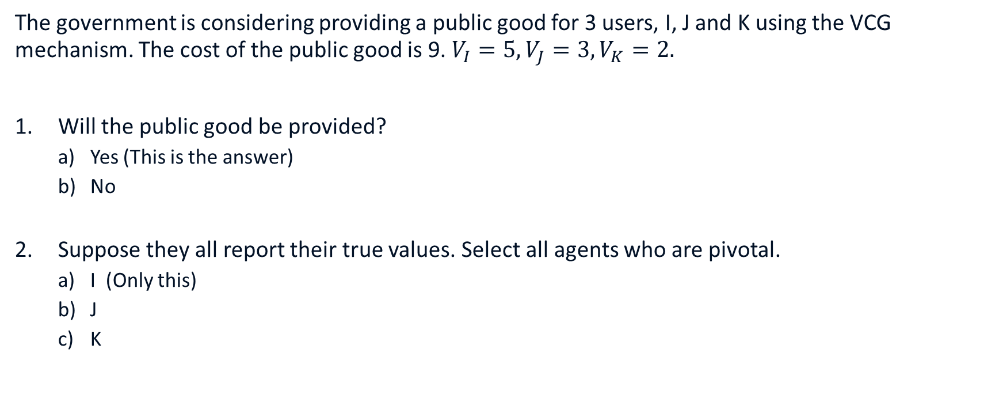 The government is considering providing a public good for 3 users, I, J and K using the VCG
mechanism. The cost of the public good is 9. V_I = 5, V_J = 3, V_K = 2.
1. Will the public good be provided?
a) Yes (This is the answer)
b) No
2. Suppose they all report their true values. Select all agents who are pivotal.
a) I (Only this)
b) J
c) K